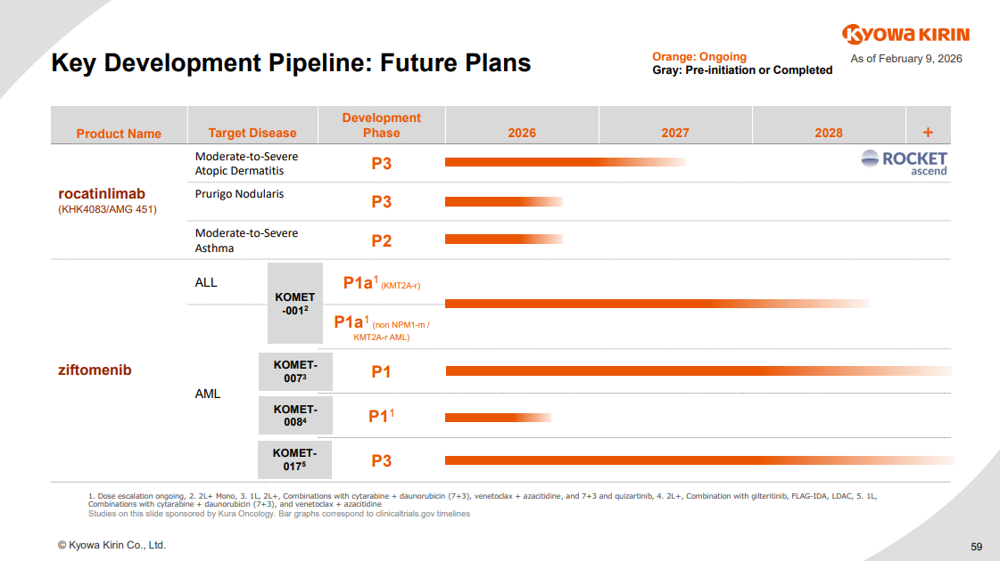 KYOWA KIRIN
Key Development Pipeline: Future Plans
Orange: Ongoing
Gray: Pre-initiation or Completed
As of February 9, 2026
Product Name
Target Disease
Development
Phase
2026
2027
2028
+
rocatinlimab
(KHK4083/AMG 451)
Moderate-to-Severe
Atopic Dermatitis
P3
ROCKET
ascend
Prurigo Nodularis
P3
Moderate-to-Severe
Asthma
P2
ziftomenib
ALL
KOMET
-001²
P1a¹ (KMT2A-r)
P1a¹ (non NPM1-m /
KMT2A-r AML)
AML
KOMET-
007³
P1
KOMET-
008⁴
P1¹
KOMET-
017⁵
P3
1. Dose escalation ongoing, 2. 2L+ Mono, 3. 1L, 2L+, Combinations with cytarabine + daunorubicin (7+3), venetoclax + azacitidine, and 7+3 and quizartinib, 4. 2L+, Combination with gilteritinib, FLAG-IDA, LDAC, 5. 1L,
Combinations with cytarabine + daunorubicin (7+3), and venetoclax + azacitidine
Studies on this slide sponsored by Kura Oncology. Bar graphs correspond to clinicaltrials.gov timelines
© Kyowa Kirin Co., Ltd.
59